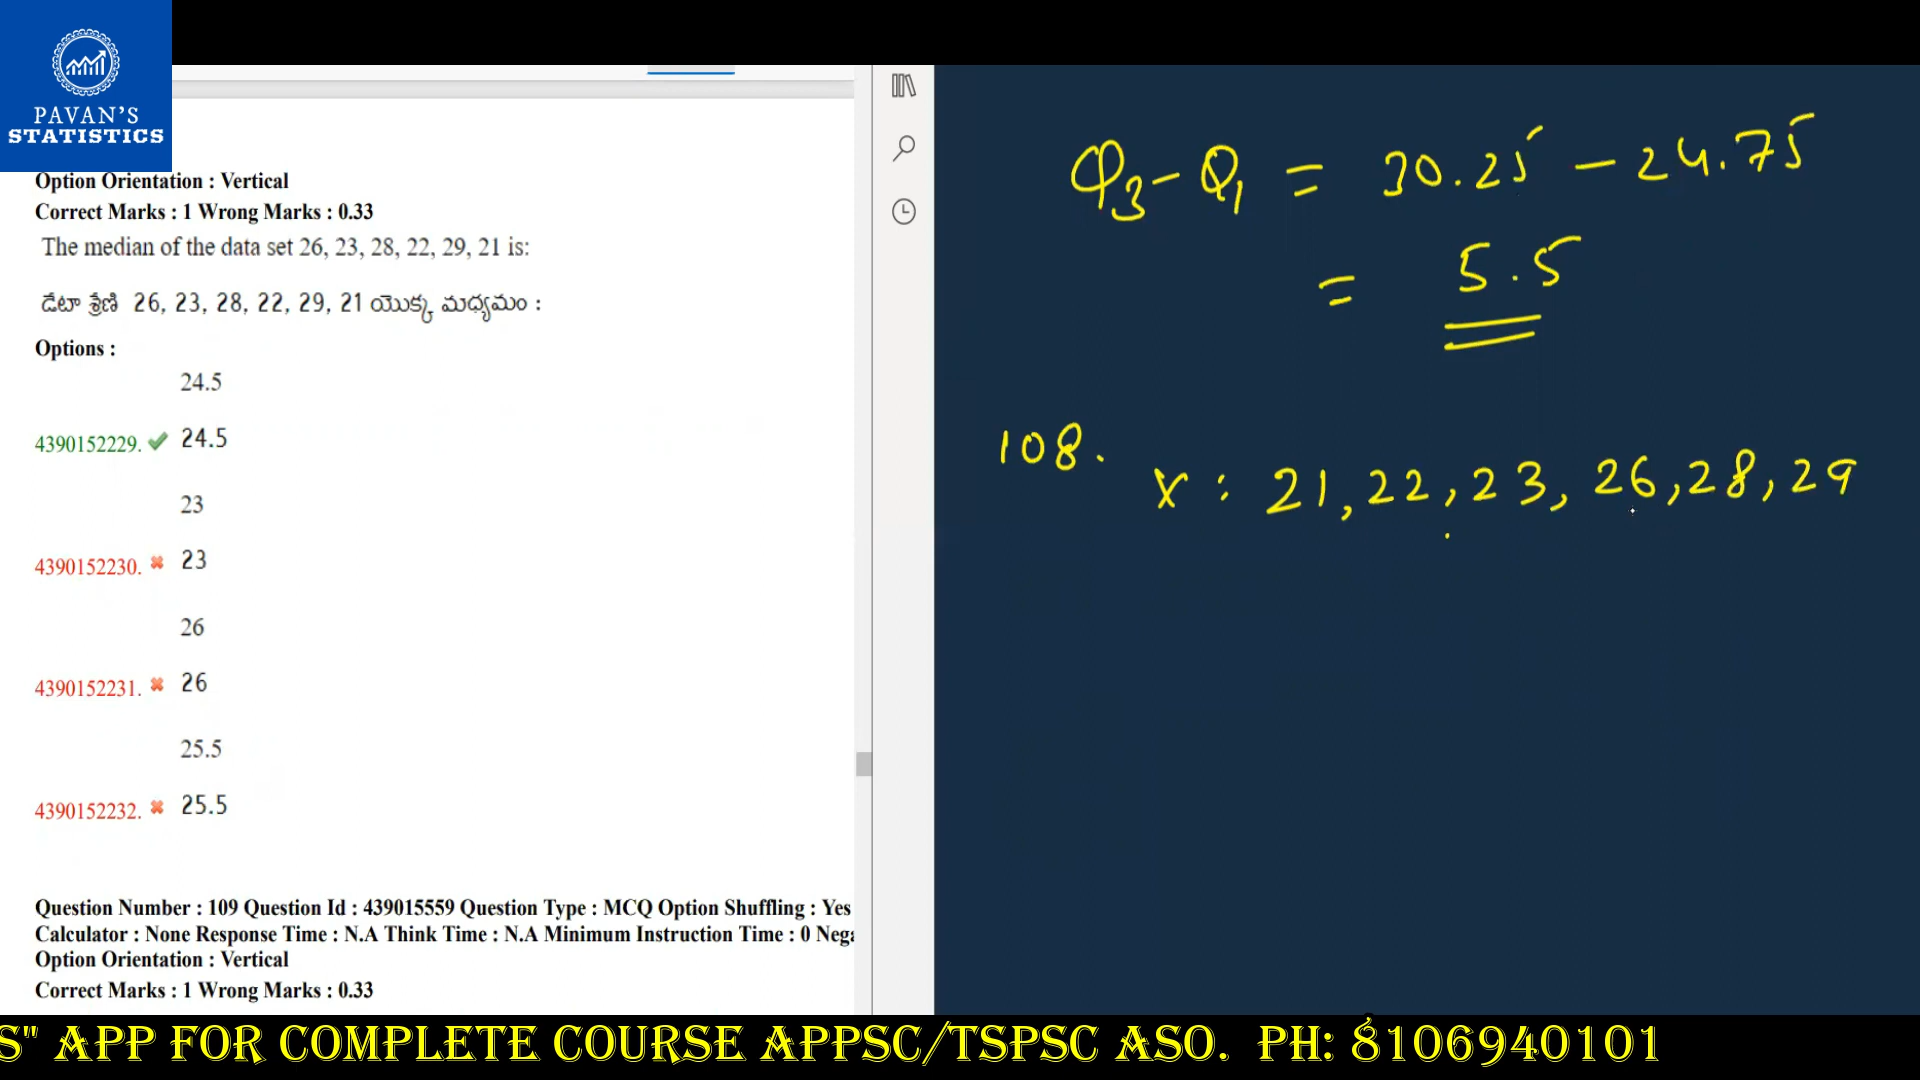 PAVAN'S
STATISTICS
Option Orientation : Vertical
Correct Marks : 1 Wrong Marks : 0.33
The median of the data set 26, 23, 28, 22, 29, 21 is:
డేటా శ్రేణి 26, 23, 28, 22, 29, 21 యొక్క మధ్యమం :
Options :
24.5
4390152229. ✔ 24.5
23
4390152230. ✖ 23
26
4390152231. ✖ 26
25.5
4390152232. ✖ 25.5
Question Number : 109 Question Id : 439015559 Question Type : MCQ Option Shuffling : Yes
Calculator : None Response Time : N.A Think Time : N.A Minimum Instruction Time : 0 Nega
Option Orientation : Vertical
Correct Marks : 1 Wrong Marks : 0.33
Q3 - Q1 = 30.25 - 24.75
= 5.5
108.
X : 21, 22, 23, 26, 28, 29
S" APP FOR COMPLETE COURSE APPSC/TSPSC ASO. PH: 8106940101